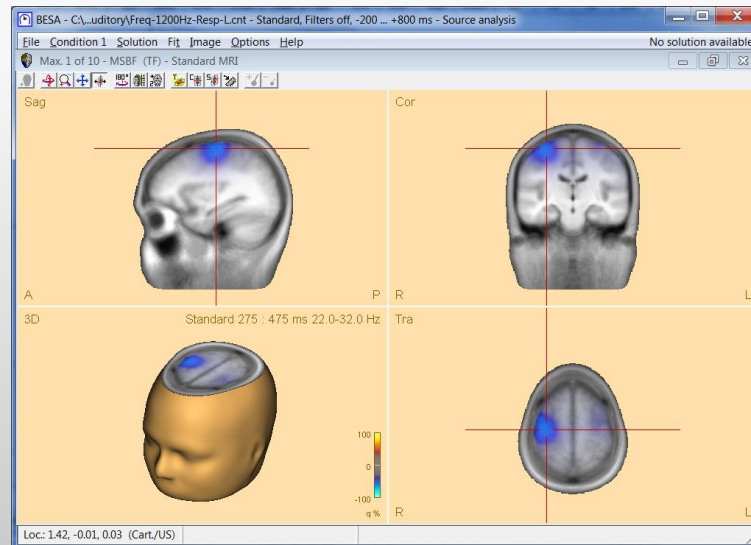 BESA - C:\...uditory\Freq-1200Hz-Resp-L.cnt - Standard, Filters off, -200 ... +800 ms - Source analysis
File Condition 1 Solution Fit Image Options Help No solution available
Max. 1 of 10 - MSBF (TF) - Standard MRI
Sag
Cor
A P
R L
3D Standard 275 : 475 ms 22.0-32.0 Hz
Tra
100
0
-100
q %
R L
Loc.: 1.42, -0.01, 0.03 (Cart./US)